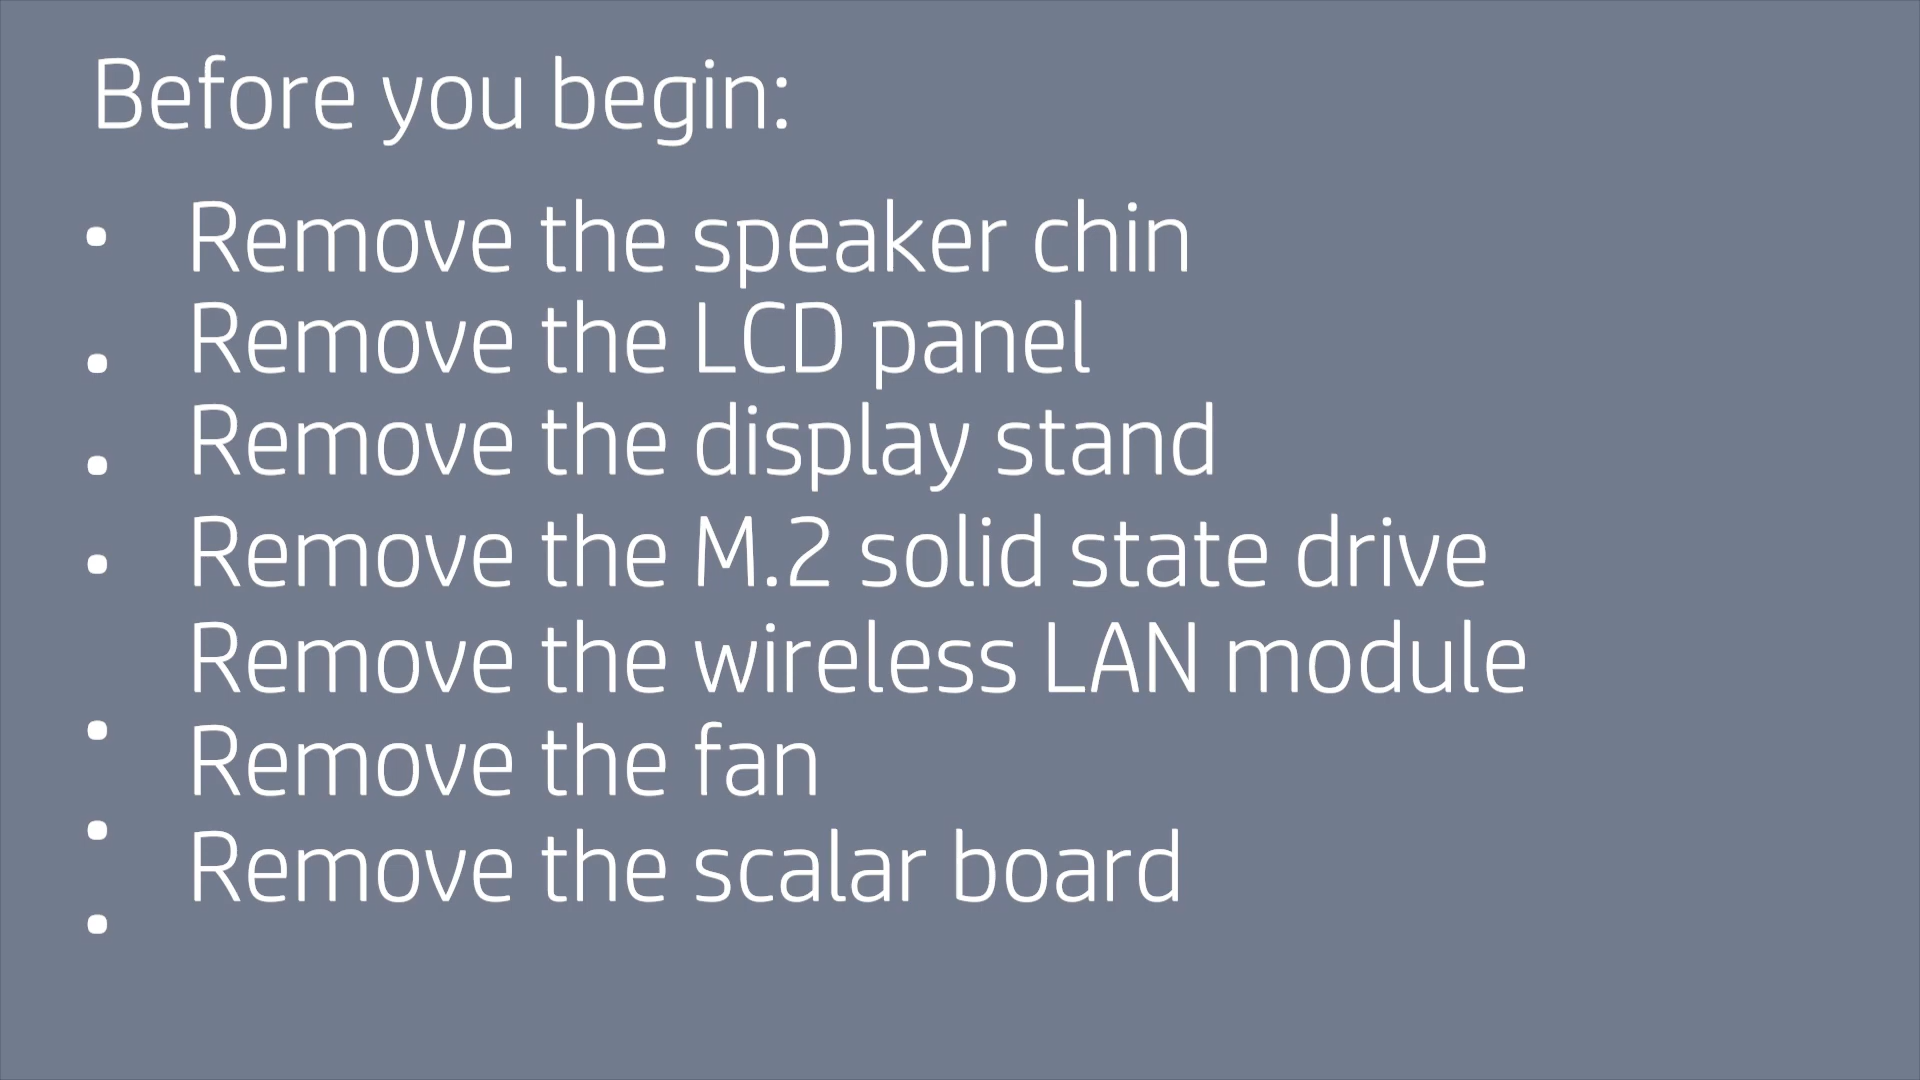 Before you begin:
• Remove the speaker chin
• Remove the LCD panel
• Remove the display stand
• Remove the M.2 solid state drive
• Remove the wireless LAN module
• Remove the fan
• Remove the scalar board